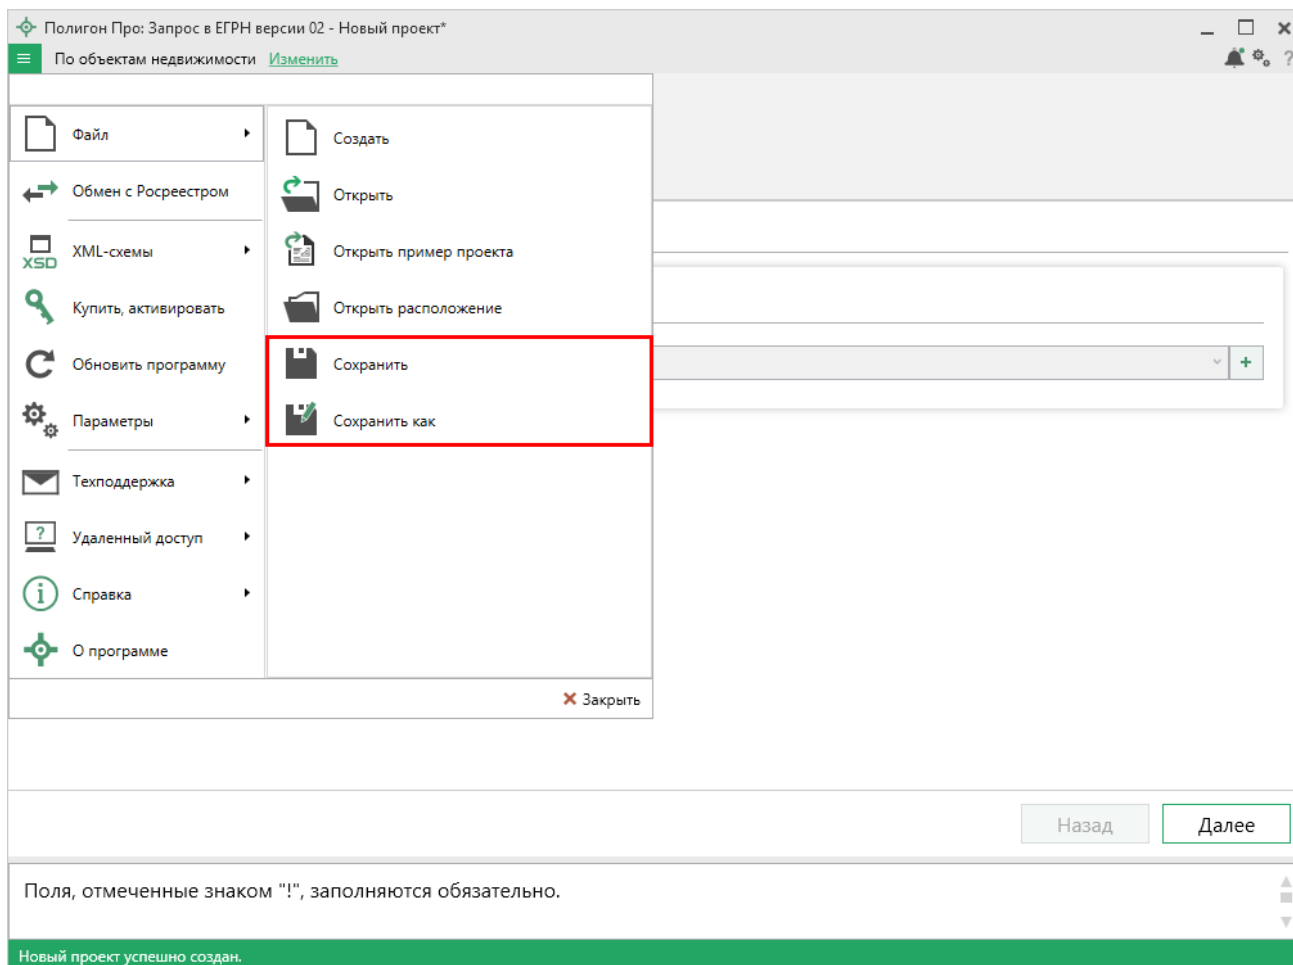 Полигон Про: Запрос в ЕГРН версии 02 - Новый проект*
По объектам недвижимости Изменить
?
Файл
Обмен с Росреестром
XSD XML-схемы
Купить, активировать
Обновить программу
Параметры
Техподдержка
? Удаленный доступ
i Справка
О программе
Создать
Открыть
Открыть пример проекта
Открыть расположение
Сохранить
Сохранить как
Закрыть
Назад Далее
Поля, отмеченные знаком "!", заполняются обязательно.
Новый проект успешно создан.